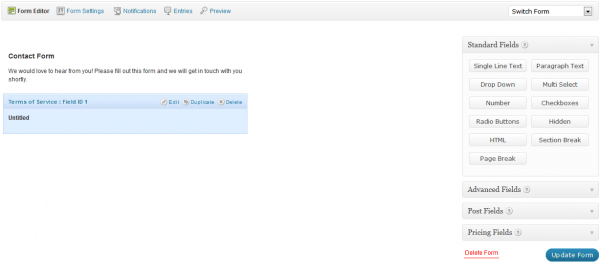 Form Editor Form Settings Notifications Entries Preview Switch Form
Contact Form
We would love to hear from you! Please fill out this form and we will get in touch with you
shortly.
Terms of Service : Field ID 1 Edit Duplicate Delete
Untitled
Standard Fields ?
Single Line Text Paragraph Text
Drop Down Multi Select
Number Checkboxes
Radio Buttons Hidden
HTML Section Break
Page Break
Advanced Fields ?
Post Fields ?
Pricing Fields ?
Delete Form Update Form